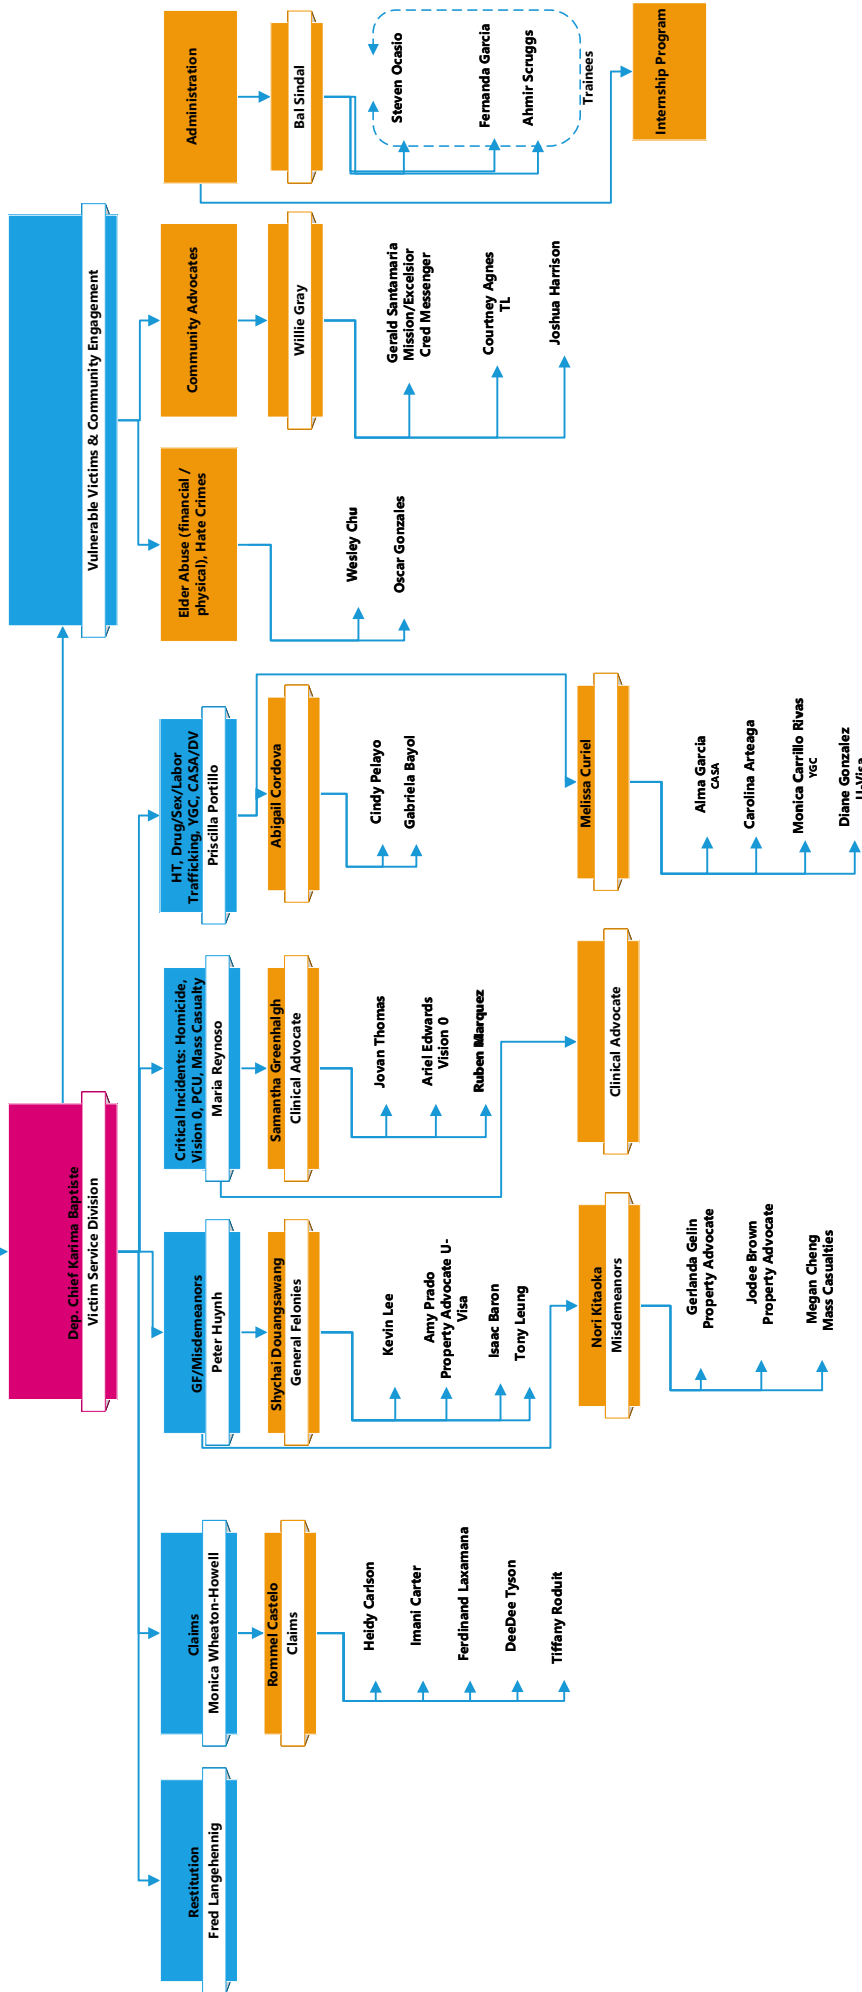 Dep. Chief Karima Baptiste
Victim Service Division
Vulnerable Victims & Community Engagement
Restitution
Fred Langehennig
Claims
Monica Wheaton-Howell
Rommel Castelo
Claims
Heidy Carlson
Imani Carter
Ferdinand Laxamana
DeeDee Tyson
Tiffany Roduit
GF/Misdemeanors
Peter Huynh
Shychai Douangsawang
General Felonies
Kevin Lee
Amy Prado
Property Advocate U-
Visa
Isaac Baron
Tony Leung
Nori Kitaoka
Misdemeanors
Gerlanda Gelin
Property Advocate
Jodee Brown
Property Advocate
Megan Cheng
Mass Casualties
Critical Incidents: Homicide,
Vision 0, PCU, Mass Casualty
Maria Reynoso
Samantha Greenhalgh
Clinical Advocate
Jovan Thomas
Ariel Edwards
Vision 0
Ruben Marquez
Clinical Advocate
HT, Drug/Sex/Labor
Trafficking, YGC, CASA/DV
Priscilla Portillo
Abigail Cordova
Cindy Pelayo
Gabriela Bayol
Melissa Curiel
Alma Garcia
CASA
Carolina Arteaga
Monica Carrillo Rivas
YGC
Diane Gonzalez
U-Visa
Elder Abuse (financial /
physical), Hate Crimes
Wesley Chu
Oscar Gonzales
Community Advocates
Willie Gray
Gerald Santamaria
Mission/Excelsior
Cred Messenger
Courtney Agnes
TL
Joshua Harrison
Administration
Bal Sindal
Steven Ocasio
Fernanda Garcia
Ahmir Scruggs
Trainees
Internship Program